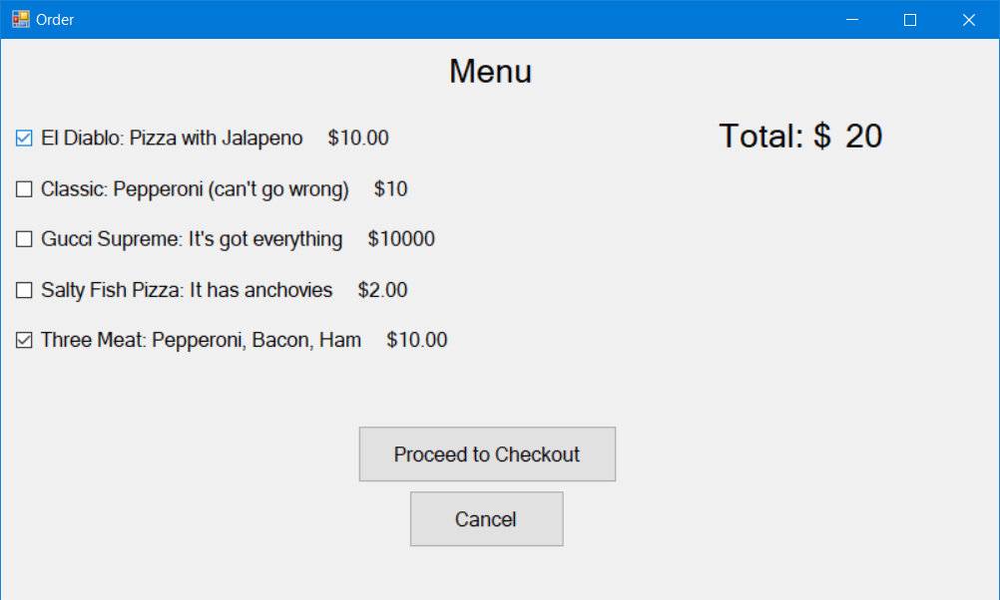 Order
Menu
El Diablo: Pizza with Jalapeno $10.00
Total: $ 20
Classic: Pepperoni (can't go wrong) $10
Gucci Supreme: It's got everything $10000
Salty Fish Pizza: It has anchovies $2.00
Three Meat: Pepperoni, Bacon, Ham $10.00
Proceed to Checkout
Cancel